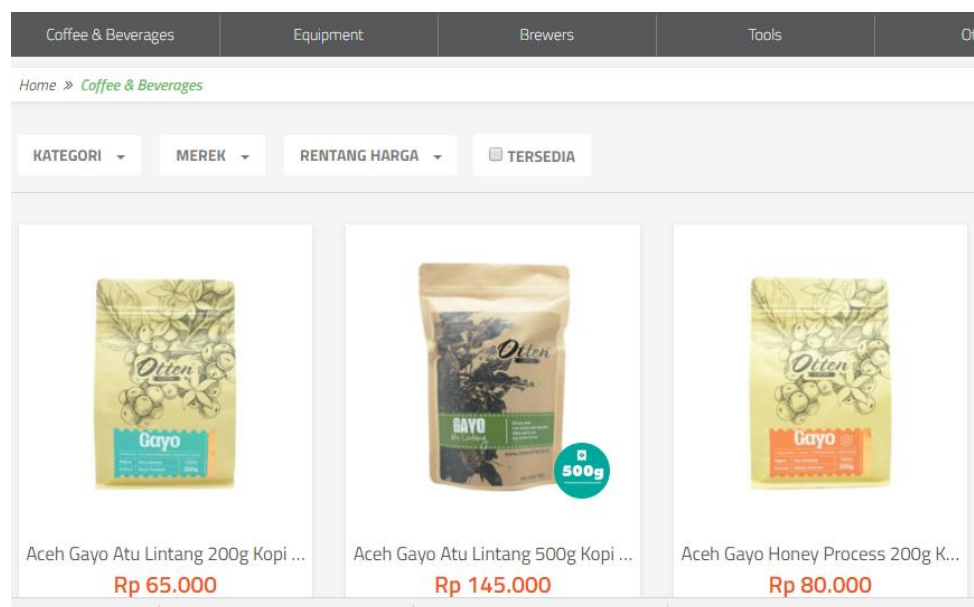 Coffee & Beverages
Equipment
Brewers
Tools
Home » Coffee & Beverages
KATEGORI
MEREK
RENTANG HARGA
TERSEDIA
Otten
Gayo
200g
Otten
GAYO
Atu Lintang
500g
Otten
Gayo
200g
Aceh Gayo Atu Lintang 200g Kopi ...
Rp 65.000
Aceh Gayo Atu Lintang 500g Kopi ...
Rp 145.000
Aceh Gayo Honey Process 200g K...
Rp 80.000